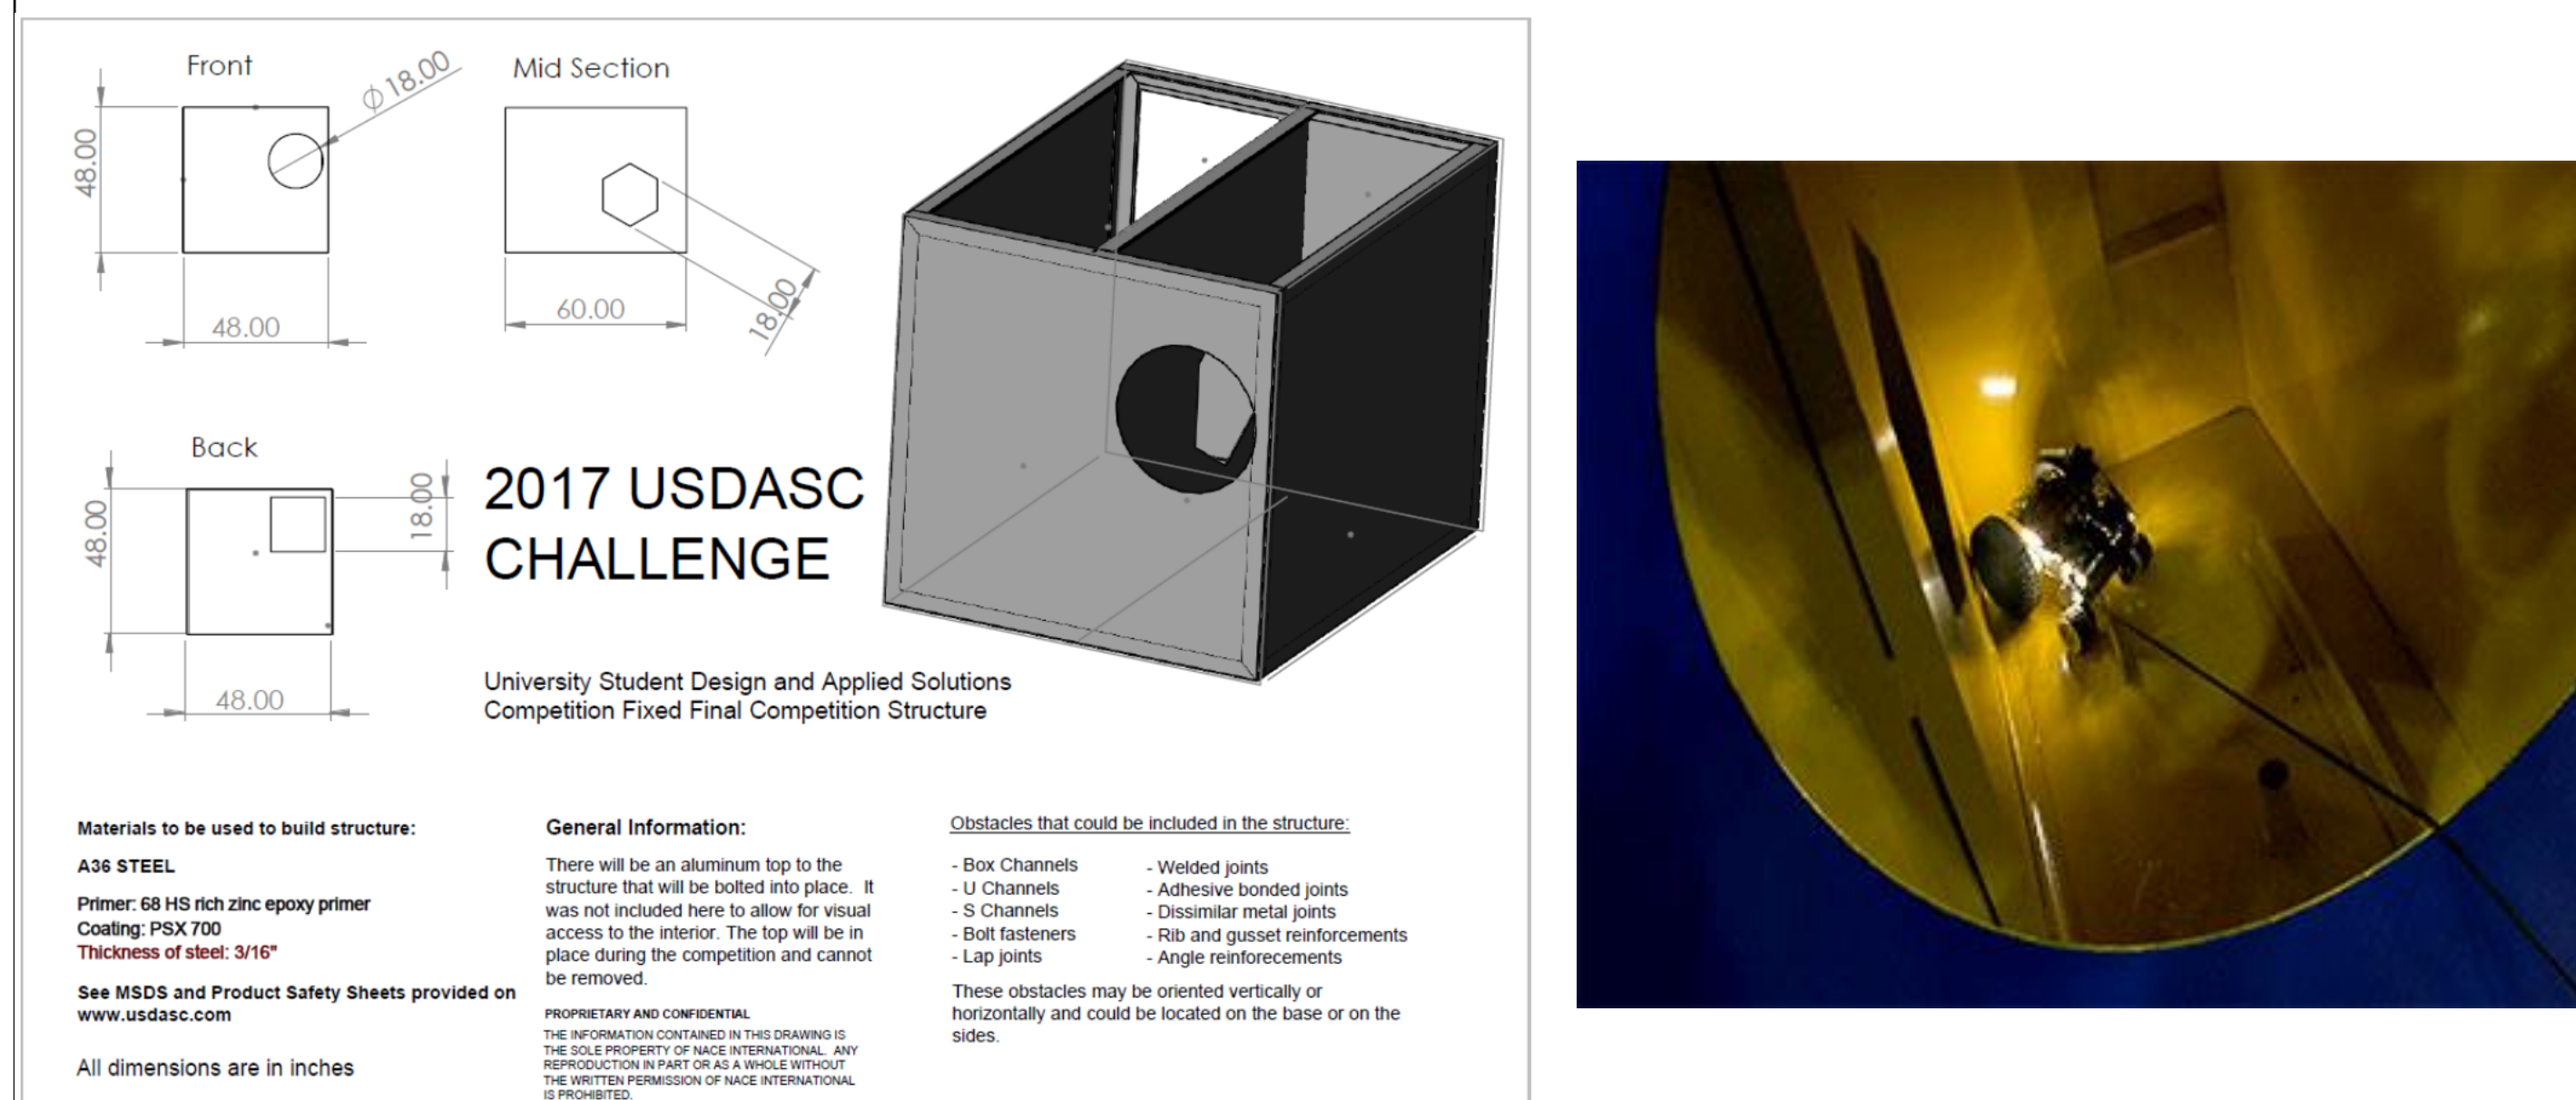 Front
Φ 18.00
48.00
48.00
Mid Section
60.00
18.00
Back
48.00
18.00
48.00
2017 USDASC
CHALLENGE
University Student Design and Applied Solutions
Competition Fixed Final Competition Structure
Materials to be used to build structure:
A36 STEEL
Primer: 68 HS rich zinc epoxy primer
Coating: PSX 700
Thickness of steel: 3/16"
See MSDS and Product Safety Sheets provided on
www.usdasc.com
All dimensions are in inches
General Information:
There will be an aluminum top to the
structure that will be bolted into place. It
was not included here to allow for visual
access to the interior. The top will be in
place during the competition and cannot
be removed.
PROPRIETARY AND CONFIDENTIAL
THE INFORMATION CONTAINED IN THIS DRAWING IS
THE SOLE PROPERTY OF NACE INTERNATIONAL. ANY
REPRODUCTION IN PART OR AS A WHOLE WITHOUT
THE WRITTEN PERMISSION OF NACE INTERNATIONAL
IS PROHIBITED.
Obstacles that could be included in the structure:
- Box Channels
- U Channels
- S Channels
- Bolt fasteners
- Lap joints
- Welded joints
- Adhesive bonded joints
- Dissimilar metal joints
- Rib and gusset reinforcements
- Angle reinforecements
These obstacles may be oriented vertically or
horizontally and could be located on the base or on the
sides.